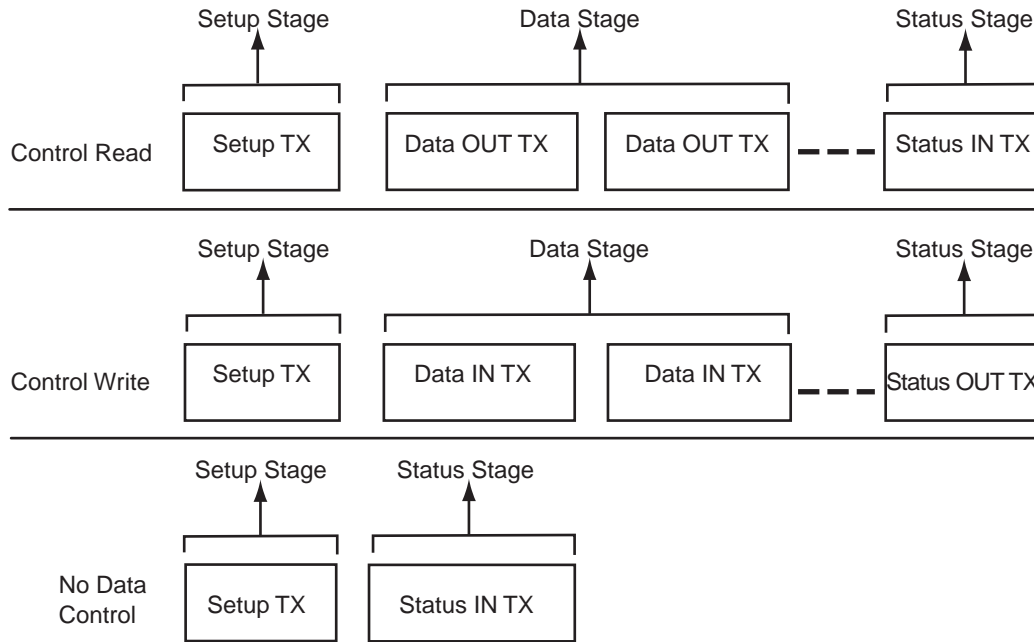 Setup Stage Data Stage Status Stage
Control Read Setup TX Data OUT TX Data OUT TX Status IN TX
Setup Stage Data Stage Status Stage
Control Write Setup TX Data IN TX Data IN TX Status OUT TX
Setup Stage Status Stage
No Data
Control
Setup TX Status IN TX